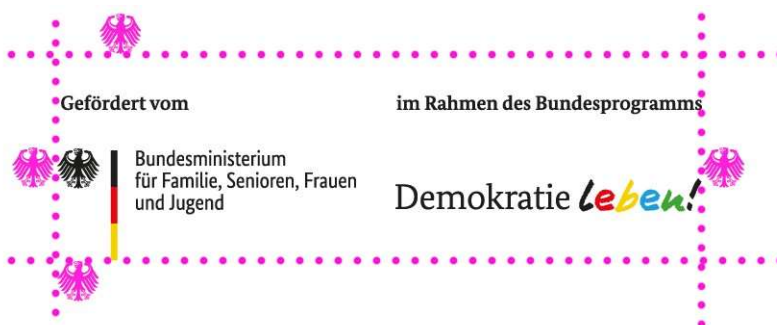 Gefördert vom
im Rahmen des Bundesprogramms
Bundesministerium
für Familie, Senioren, Frauen
und Jugend
Demokratie Leben!